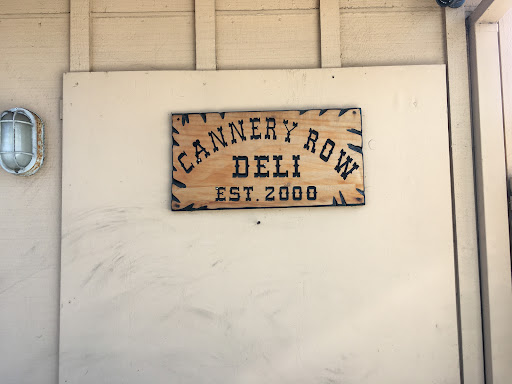 CANNERY ROW
DELI
EST. 2000